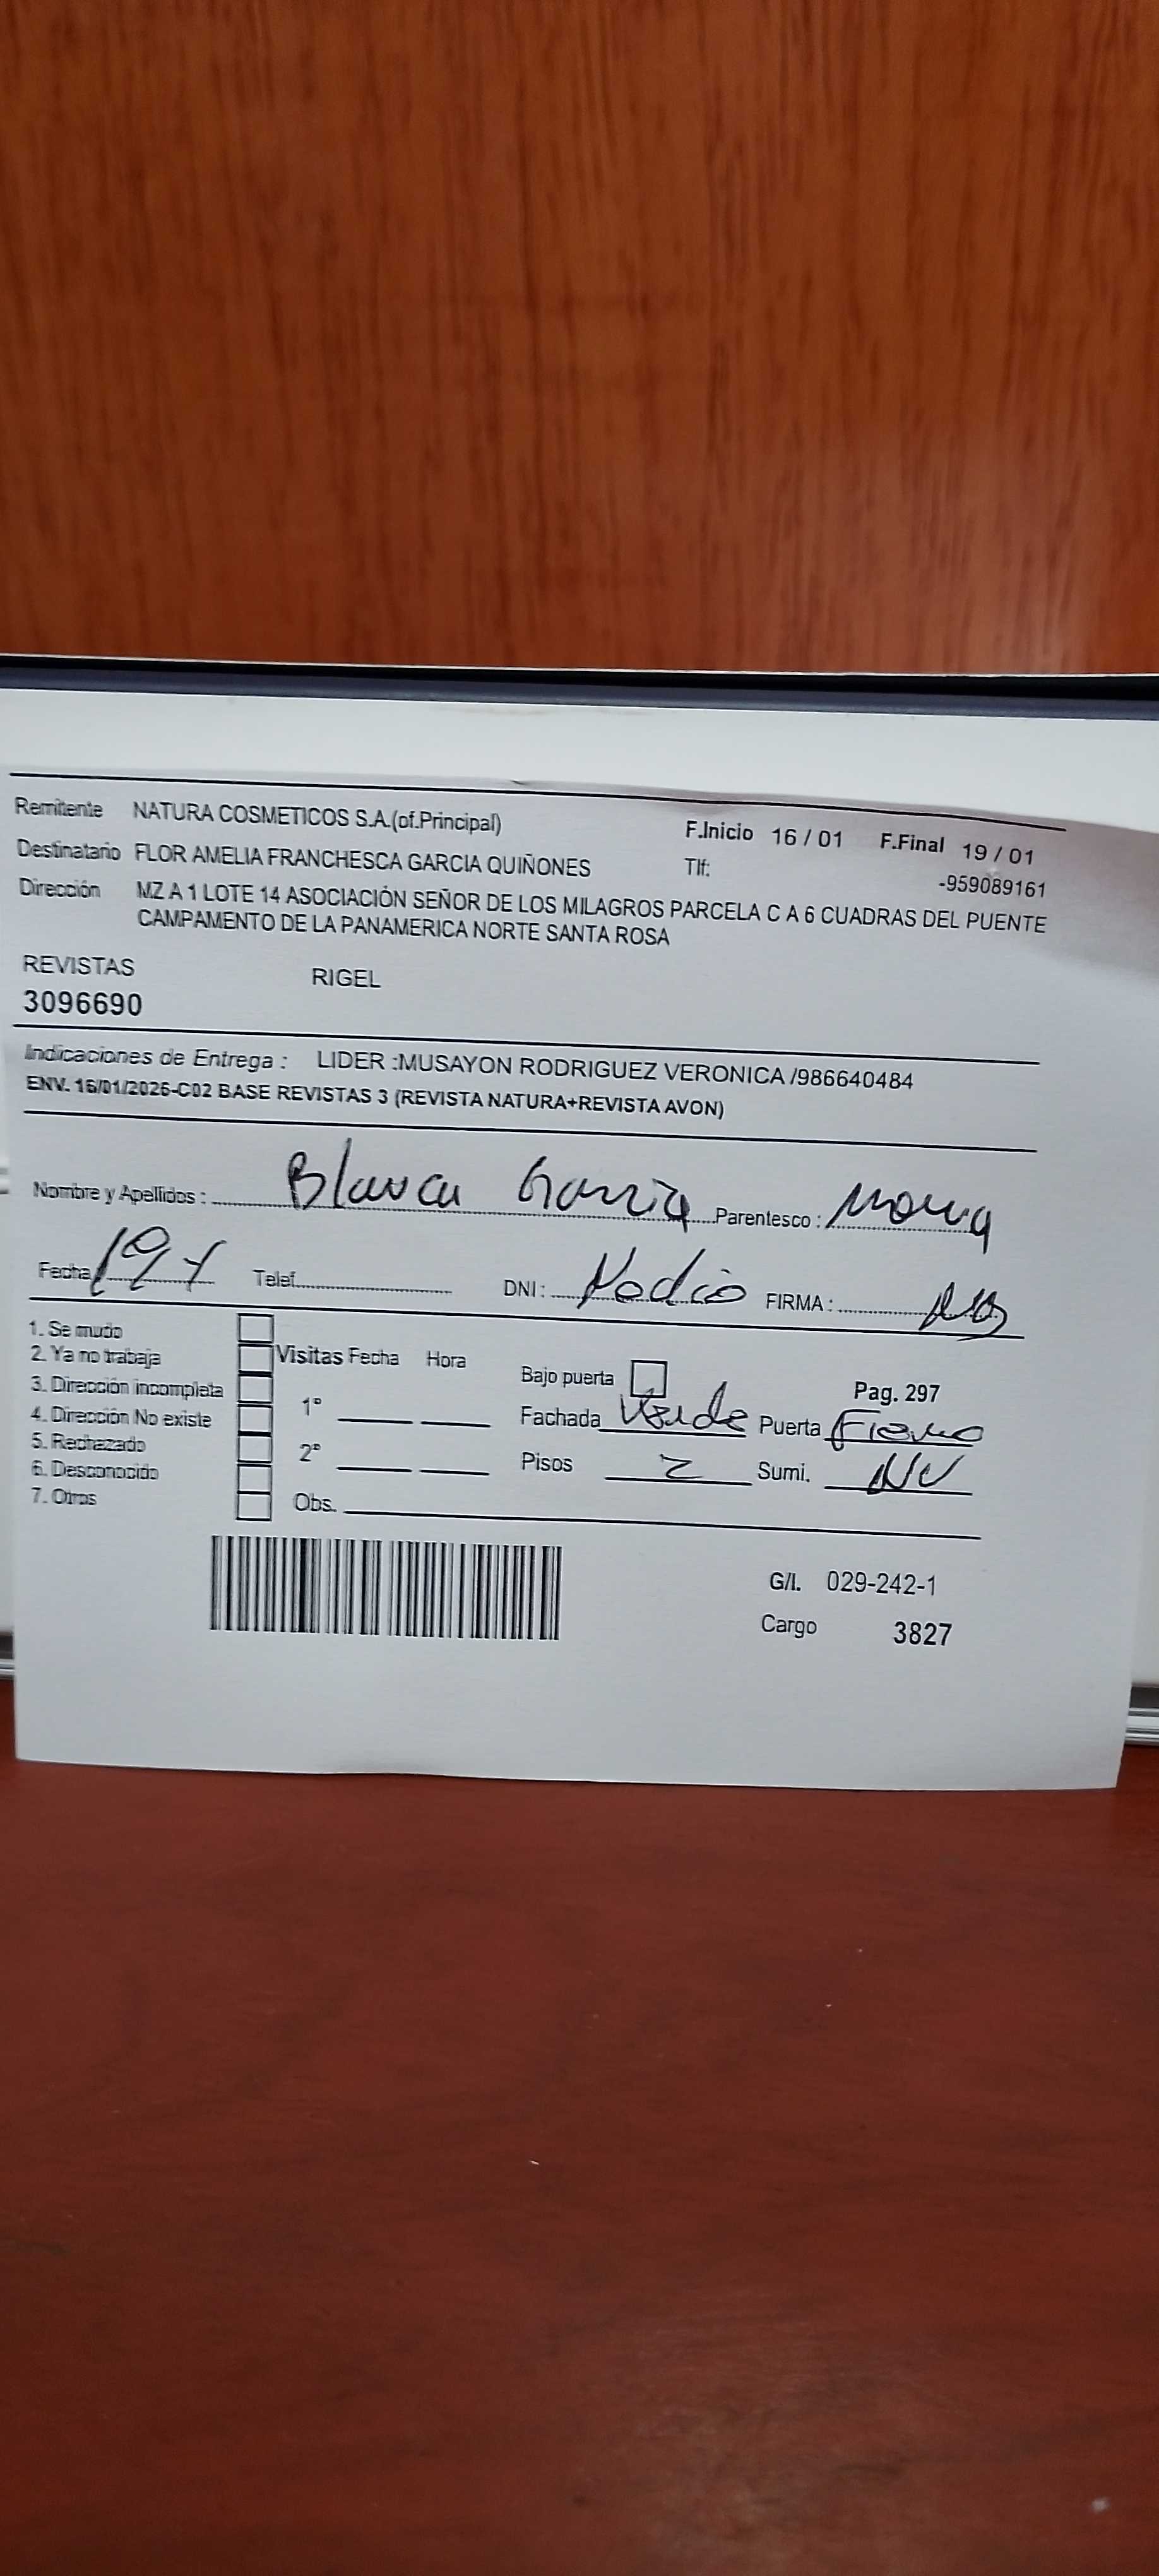 Remitente NATURA COSMETICOS S.A.(of.Principal) F.Inicio 16 / 01 F.Final 19 / 01
Destinatario FLOR AMELIA FRANCHESCA GARCIA QUIÑONES Tlf: -959089161
Dirección MZ A 1 LOTE 14 ASOCIACIÓN SEÑOR DE LOS MILAGROS PARCELA C A 6 CUADRAS DEL PUENTE
CAMPAMENTO DE LA PANAMERICA NORTE SANTA ROSA
REVISTAS RIGEL
3096690
Indicaciones de Entrega : LIDER :MUSAYON RODRIGUEZ VERONICA /986640484
ENV. 16/01/2026-C02 BASE REVISTAS 3 (REVISTA NATURA+REVISTA AVON)
Nombre y Apellidos : Blanca Garcia Parentesco :
Fecha 19-1 Telef. DNI : FIRMA :
1. Se mudo
2. Ya no trabaja Visitas Fecha Hora Bajo puerta Pag. 297
3. Dirección incompleta 1° Fachada Verde Puerta Fierro
4. Dirección No existe
5. Rechazado 2° Pisos 2 Sumi. NV
6. Desconocido
7. Otros Obs.
G/I. 029-242-1
Cargo 3827